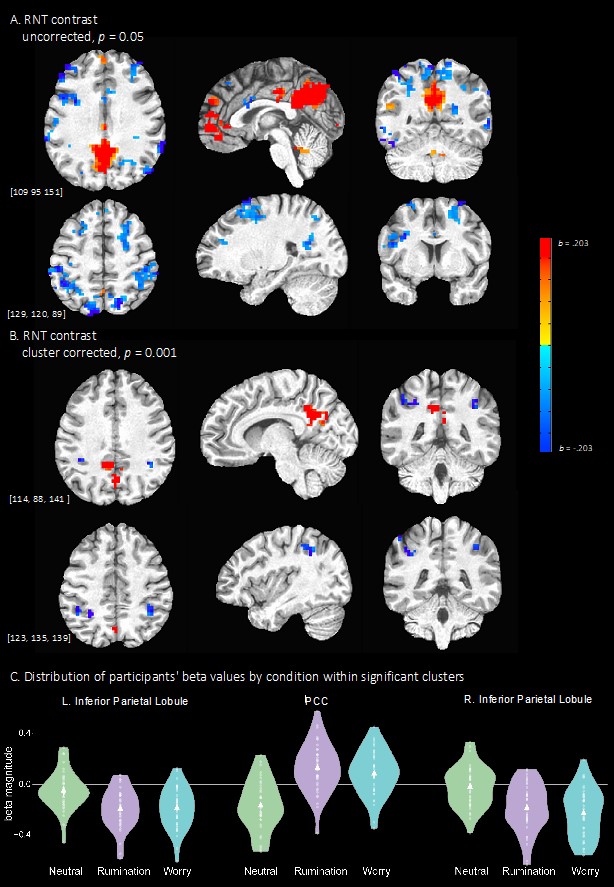 A. RNT contrast
uncorrected, p = 0.05
[109 95 151]
[129, 120, 89]
b = .203
b = -.203
B. RNT contrast
cluster corrected, p = 0.001
[114, 88, 141 ]
[123, 135, 139]
C. Distribution of participants' beta values by condition within significant clusters
L. Inferior Parietal Lobule
PCC
R. Inferior Parietal Lobule
beta magnitude
0.4
0.0
-0.4
Neutral Rumination Worry Neutral Rumination Worry Neutral Rumination Worry